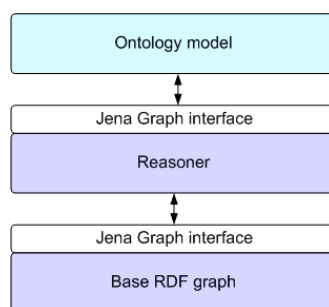 Ontology model
Jena Graph interface
Reasoner
Jena Graph interface
Base RDF graph